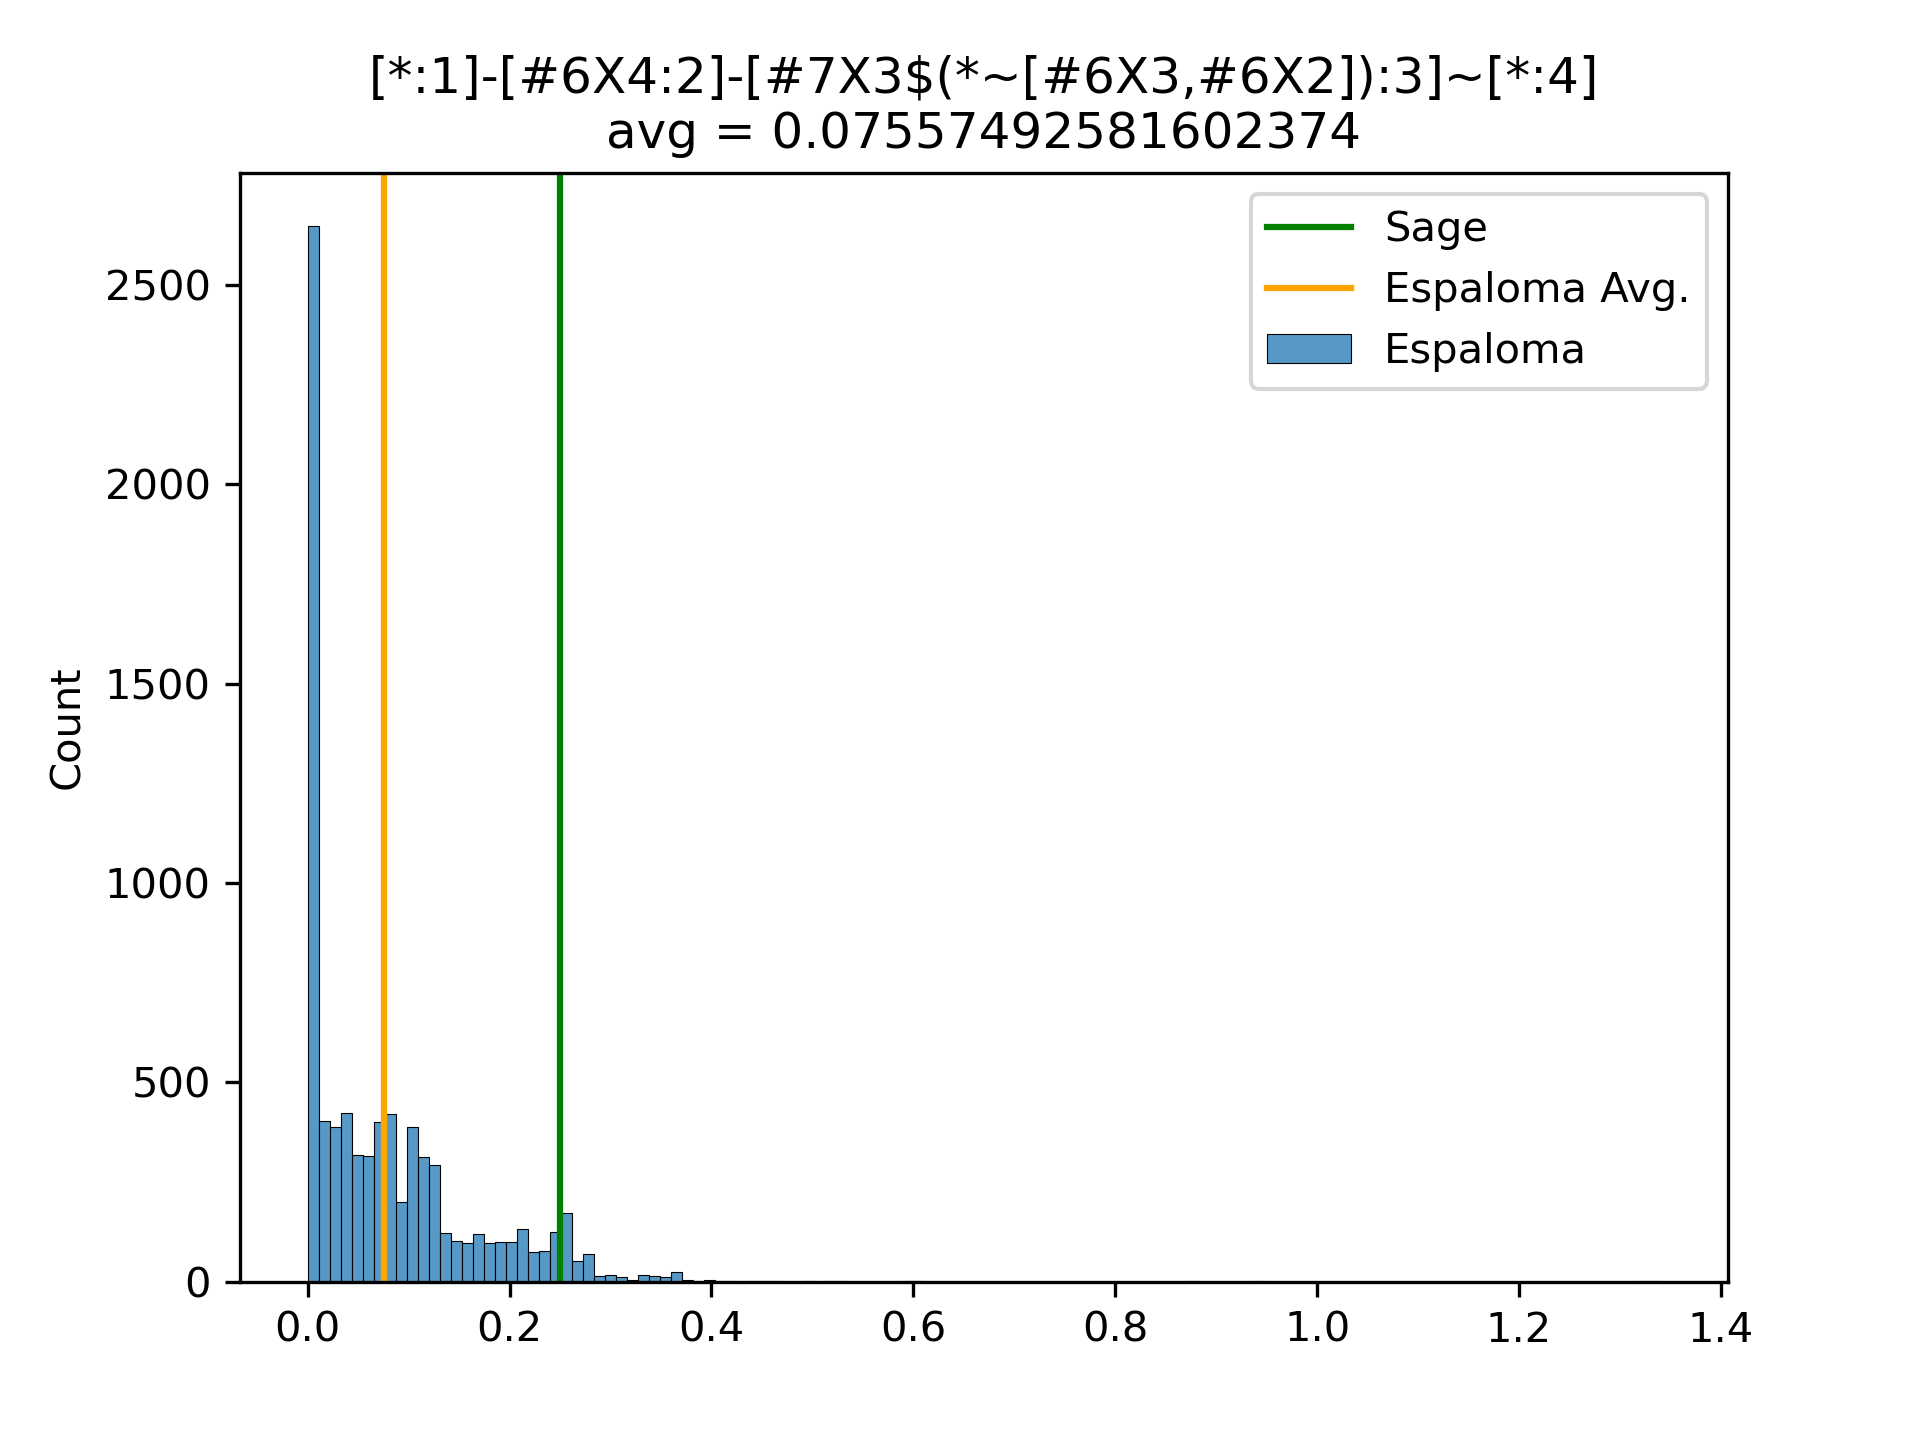 [*:1]-[#6X4:2]-[#7X3$(*~[#6X3,#6X2]):3]~[*:4]
avg = 0.07557492581602374
Sage
Espaloma Avg.
Espaloma
Count
2500
2000
1500
1000
500
0
0.0 0.2 0.4 0.6 0.8 1.0 1.2 1.4